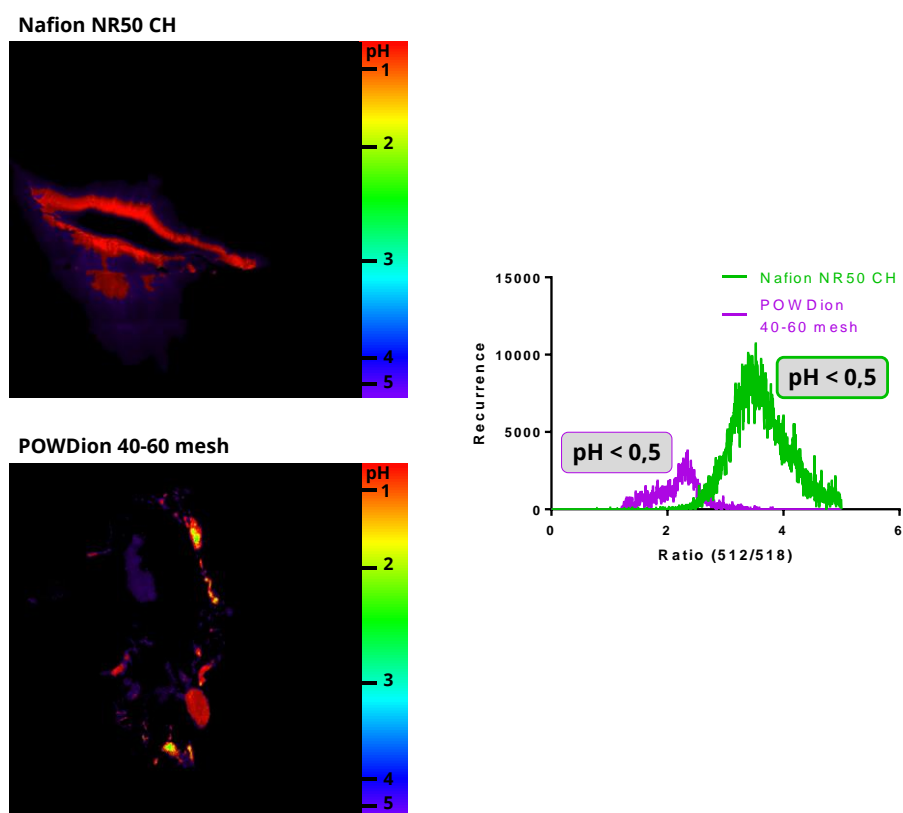 Nafion NR50 CH
pH
1
2
3
4
5
POWDion 40-60 mesh
pH
1
2
3
4
5
Nafion NR50 CH
POWDion
40-60 mesh
15000
10000
5000
0
Recurrence
pH < 0,5
pH < 0,5
0 2 4 6
Ratio (512/518)